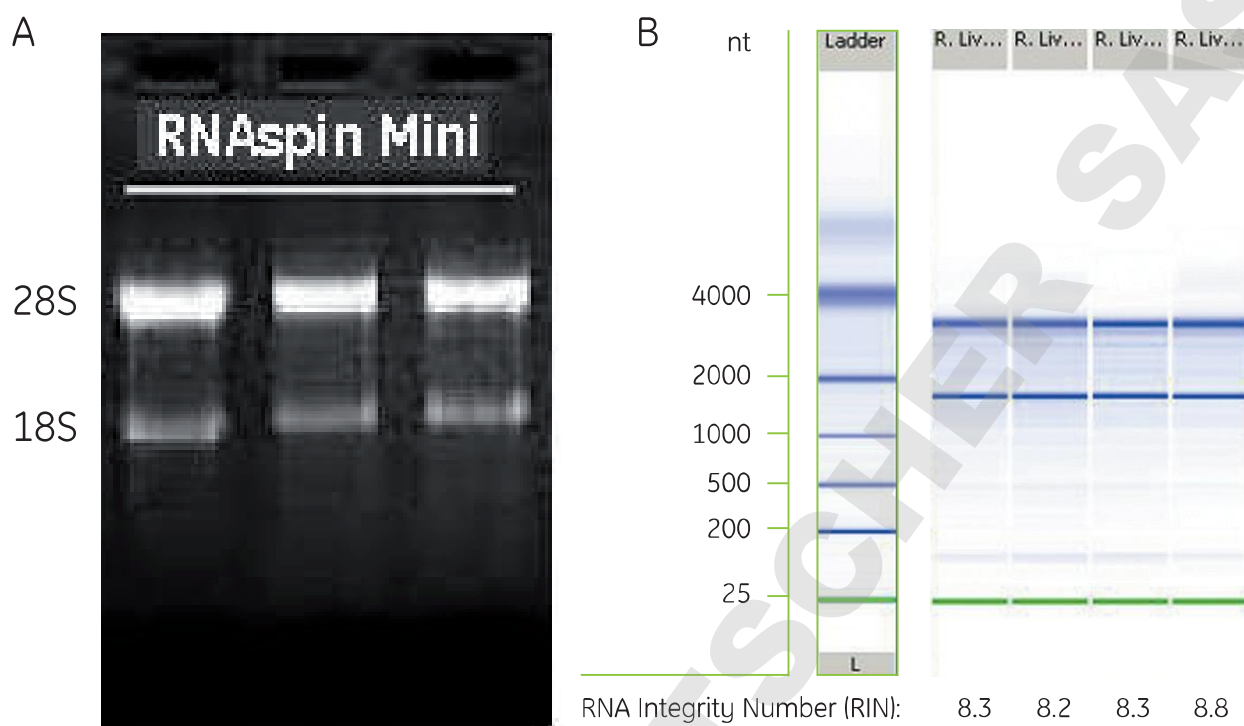 A
RNAspin Mini
28S
18S
B
nt
Ladder
R. Liv...
R. Liv...
R. Liv...
R. Liv...
4000
2000
1000
500
200
25
L
RNA Integrity Number (RIN): 8.3 8.2 8.3 8.8